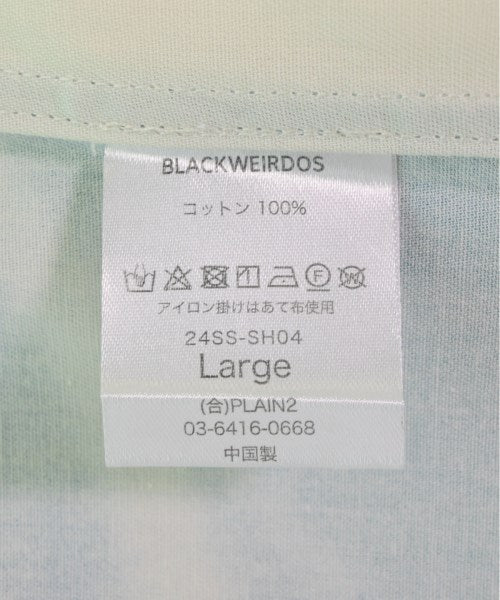 BLACKWEIRDOS
コットン 100%
アイロン掛けはあて布使用
24SS-SH04
Large
(合)PLAIN2
03-6416-0668
中国製